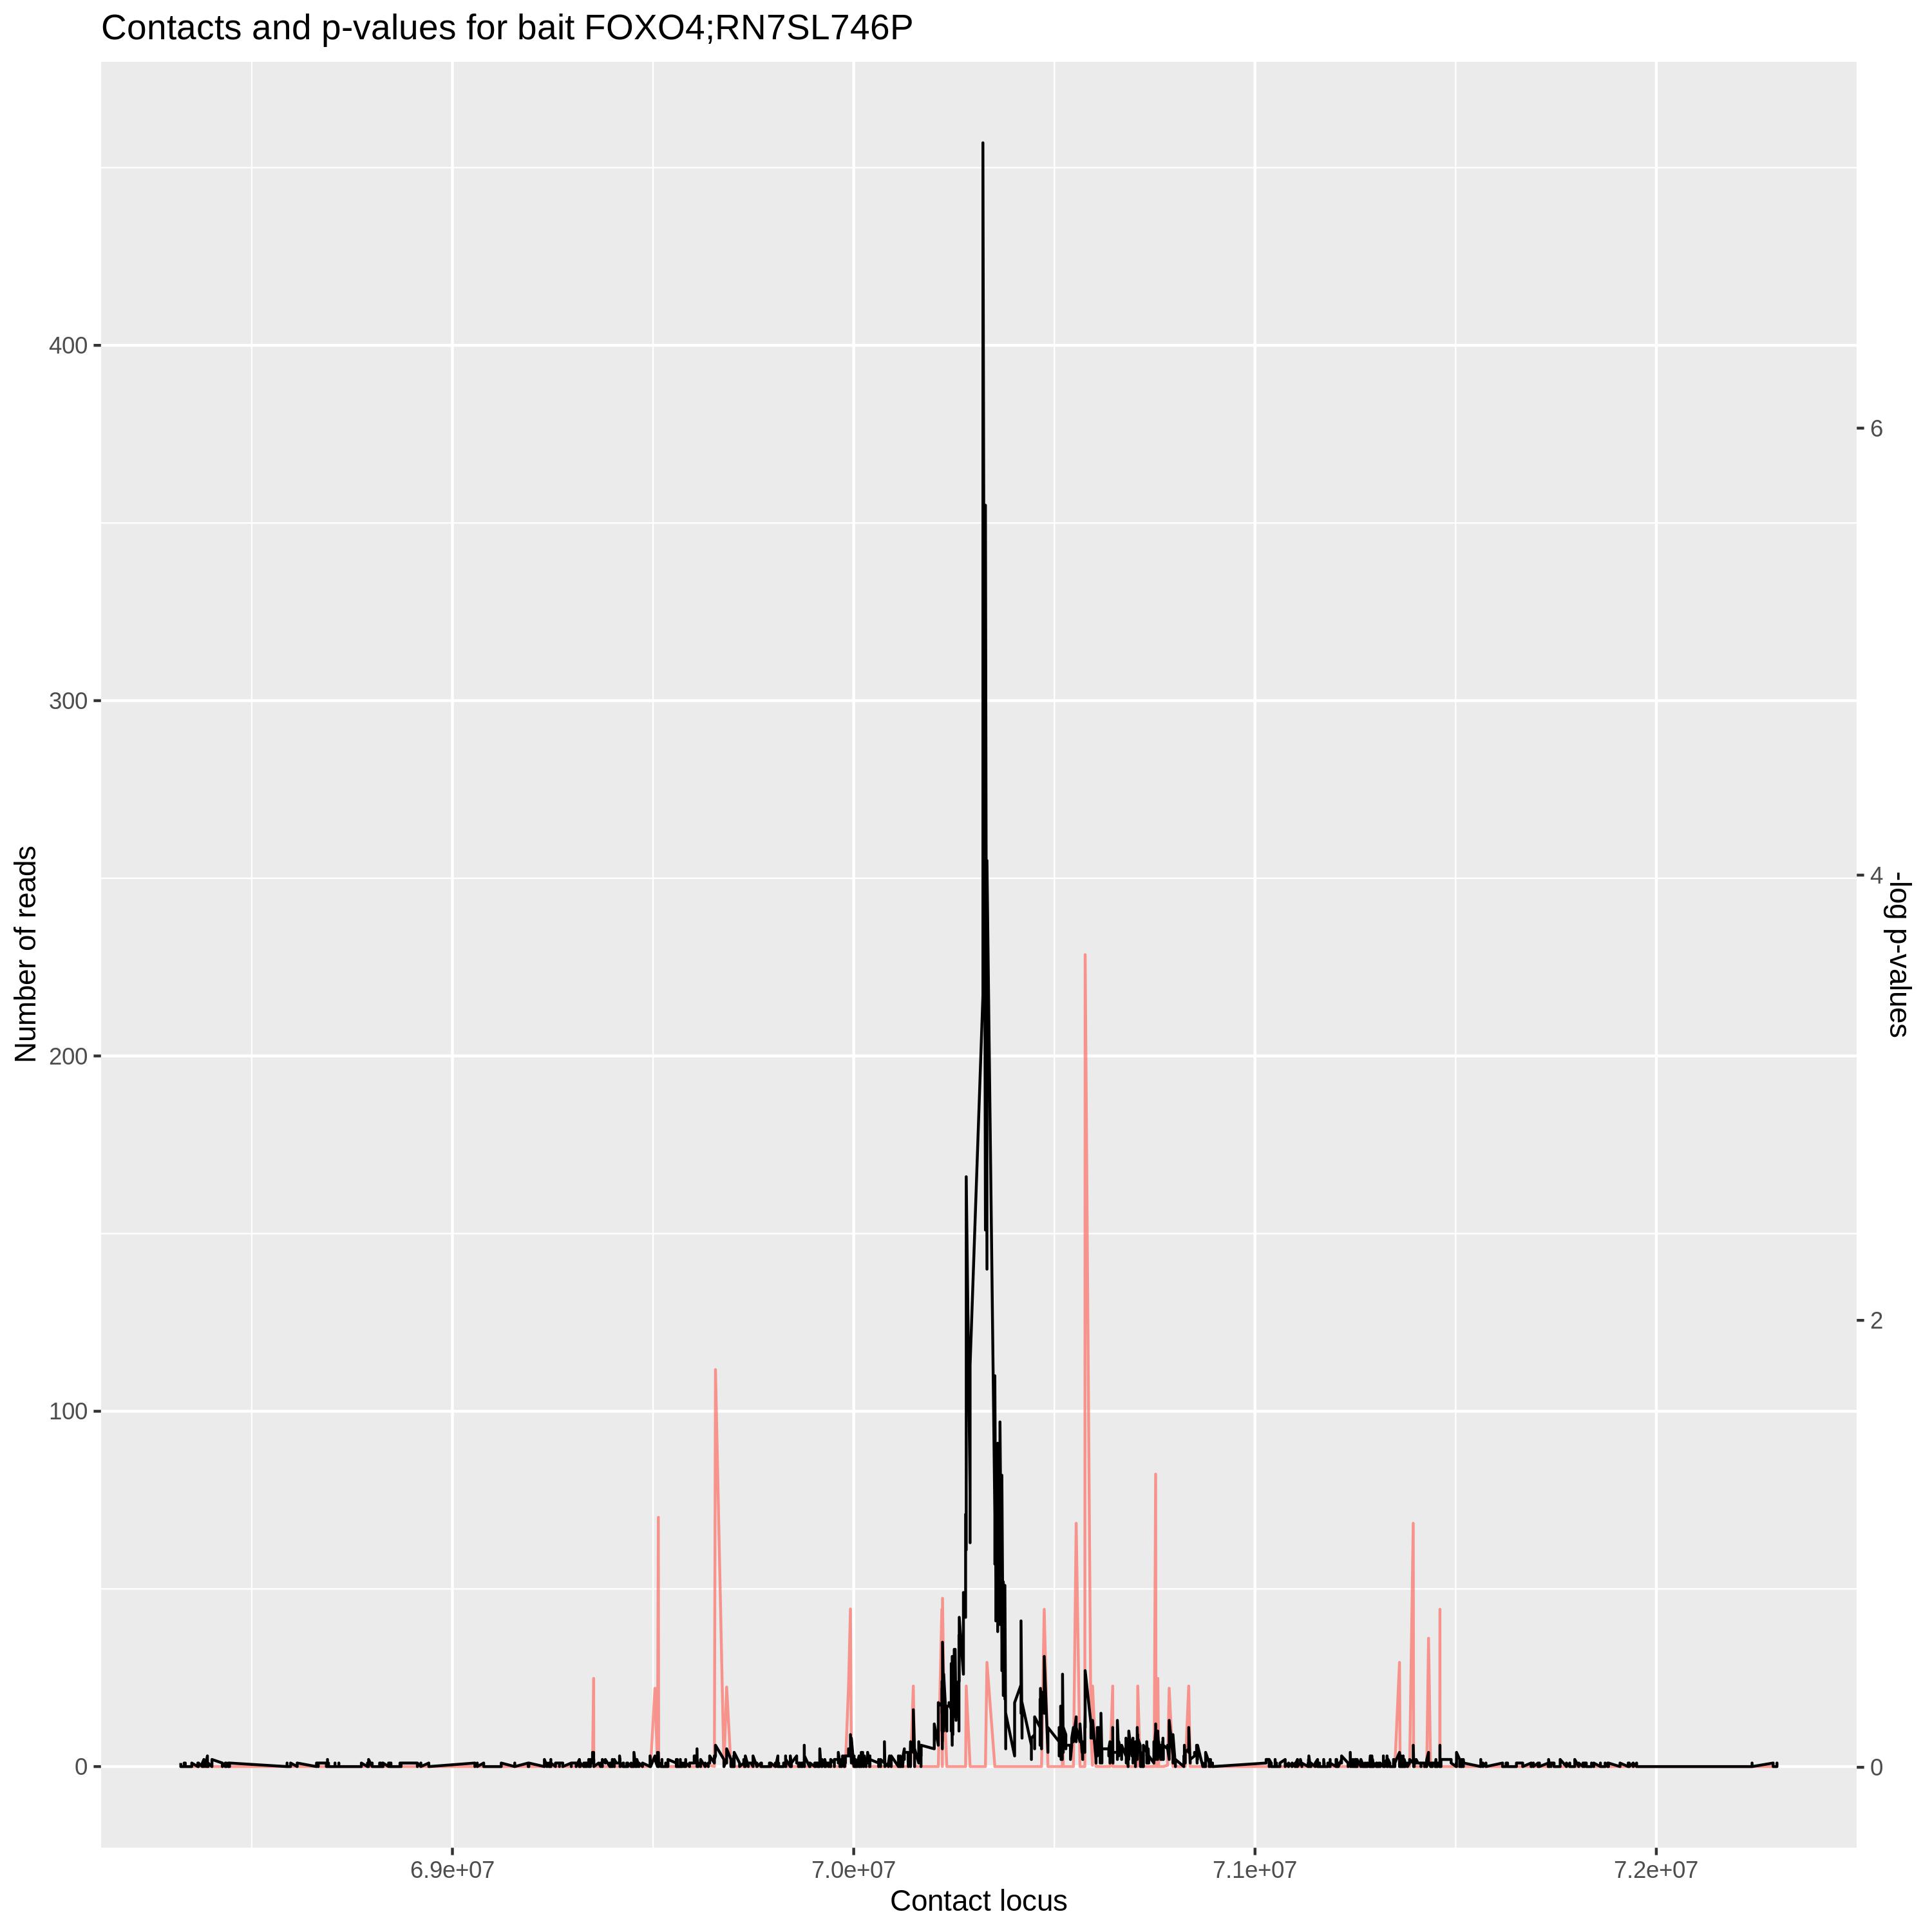 Contacts and p-values for bait FOXO4;RN7SL746P
Number of reads
400
300
200
100
0
6
4
2
0
-log p-values
6.9e+07
7.0e+07
7.1e+07
7.2e+07
Contact locus